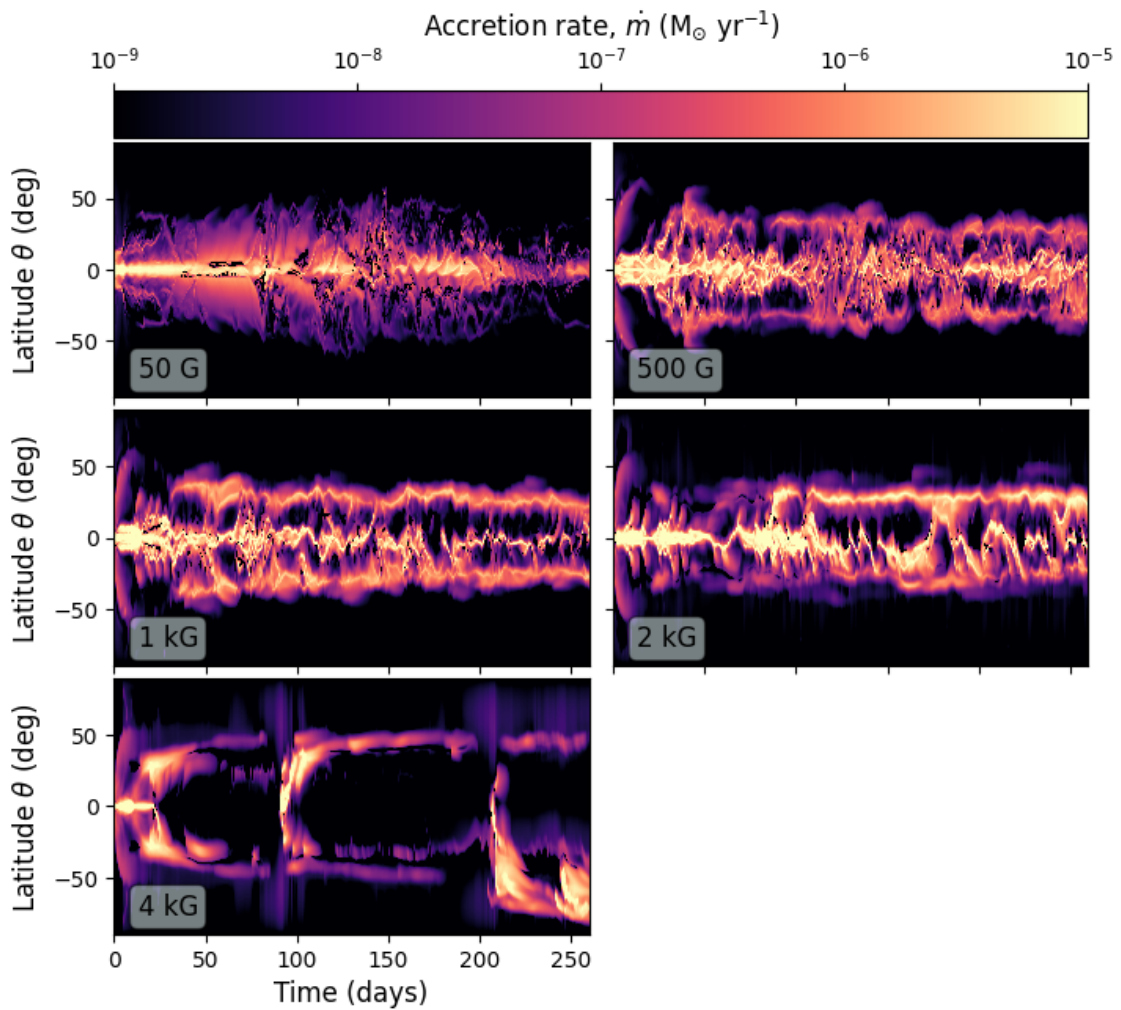 Accretion rate, ṁ (M⊙ yr⁻¹)
10⁻⁹ 10⁻⁸ 10⁻⁷ 10⁻⁶ 10⁻⁵
Latitude θ (deg)
50
0
−50
50 G
500 G
Latitude θ (deg)
50
0
−50
1 kG
2 kG
Latitude θ (deg)
50
0
−50
4 kG
0 50 100 150 200 250
Time (days)